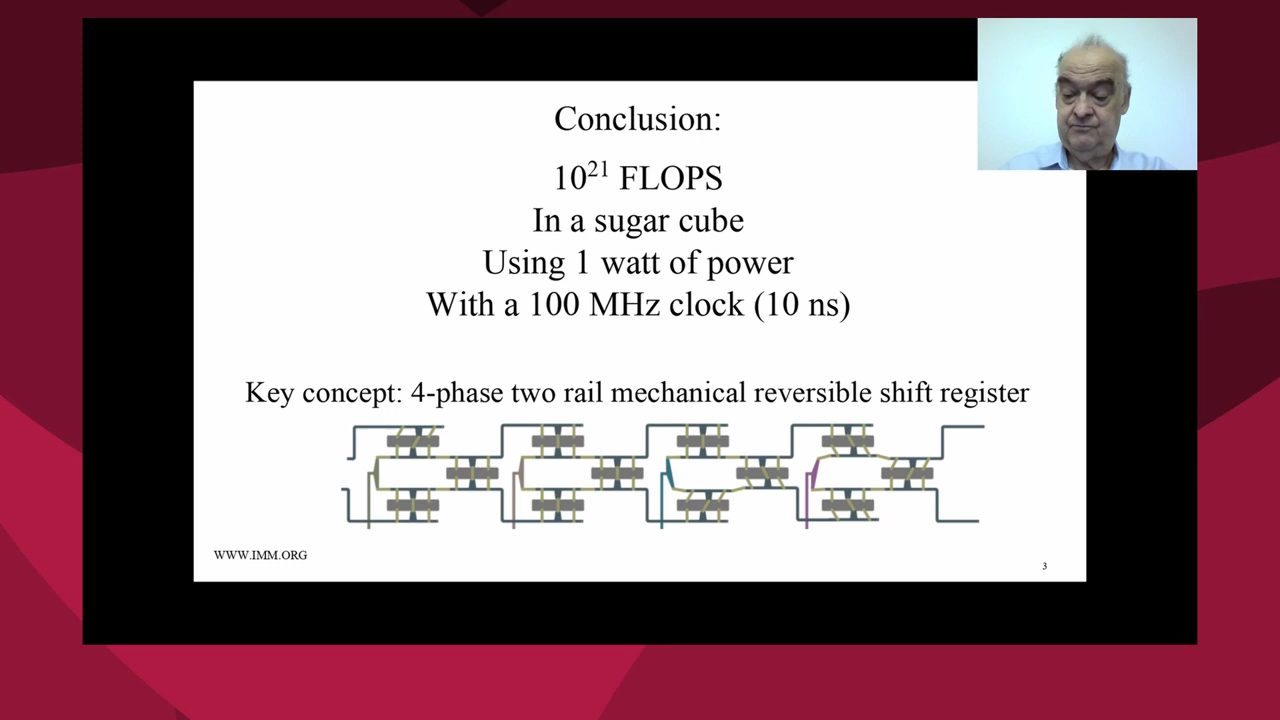 Conclusion:
10²¹ FLOPS
In a sugar cube
Using 1 watt of power
With a 100 MHz clock (10 ns)
Key concept: 4-phase two rail mechanical reversible shift register
WWW.IMM.ORG
3